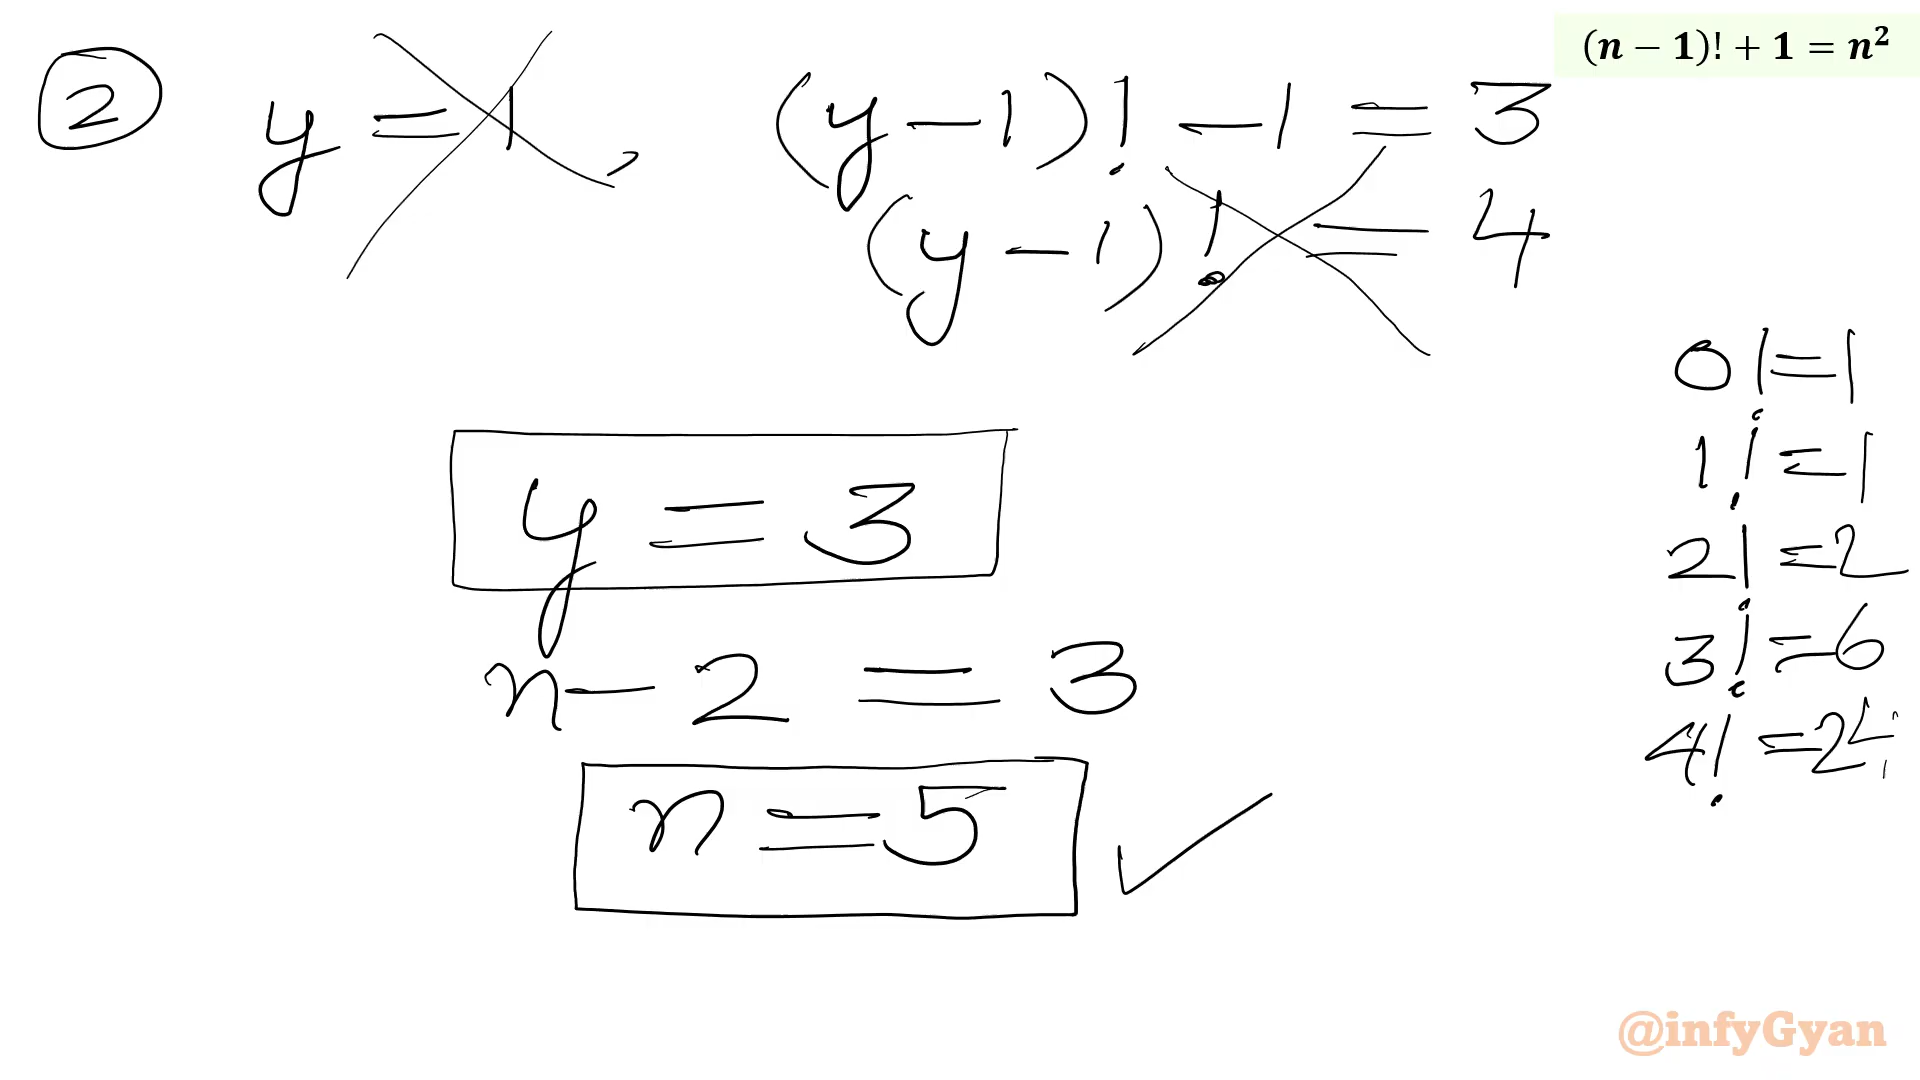 (n − 1)! + 1 = n²
2 y = 1 , (y − 1)! − 1 = 3
(y − 1)! = 4
0! = 1
1! = 1
2! = 2
3! = 6
4! = 24
y = 3
n − 2 = 3
n = 5 ✓
@infyGyan